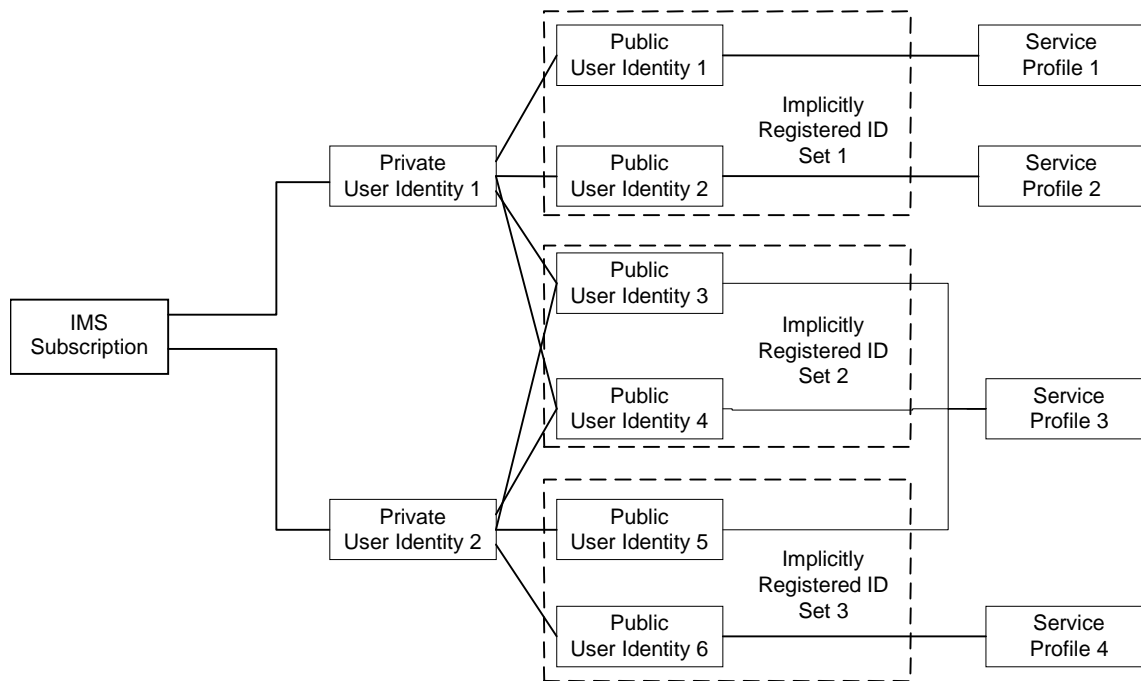 Public
User Identity 1
Service
Profile 1
Implicitly
Registered ID
Set 1
Private
User Identity 1
Public
User Identity 2
Service
Profile 2
Public
User Identity 3
IMS
Subscription
Implicitly
Registered ID
Set 2
Public
User Identity 4
Service
Profile 3
Private
User Identity 2
Public
User Identity 5
Implicitly
Registered ID
Set 3
Public
User Identity 6
Service
Profile 4